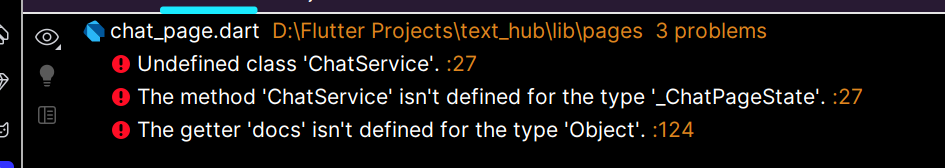 chat_page.dart D:\Flutter Projects\text_hub\lib\pages 3 problems
Undefined class 'ChatService'. :27
The method 'ChatService' isn't defined for the type '_ChatPageState'. :27
The getter 'docs' isn't defined for the type 'Object'. :124